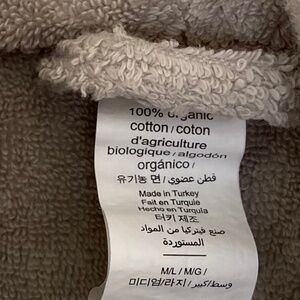 100% organic
cotton / coton
d'agriculture
biologique / algodón
orgánico /
유기농 면 / قطن عضوي
Made in Turkey
Fait en Turquie
Hecho en Turquía
터키 제조
صنع في تركيا من المواد
المستوردة
M/L / M/G /
미디엄/라지 / وسط/كبير